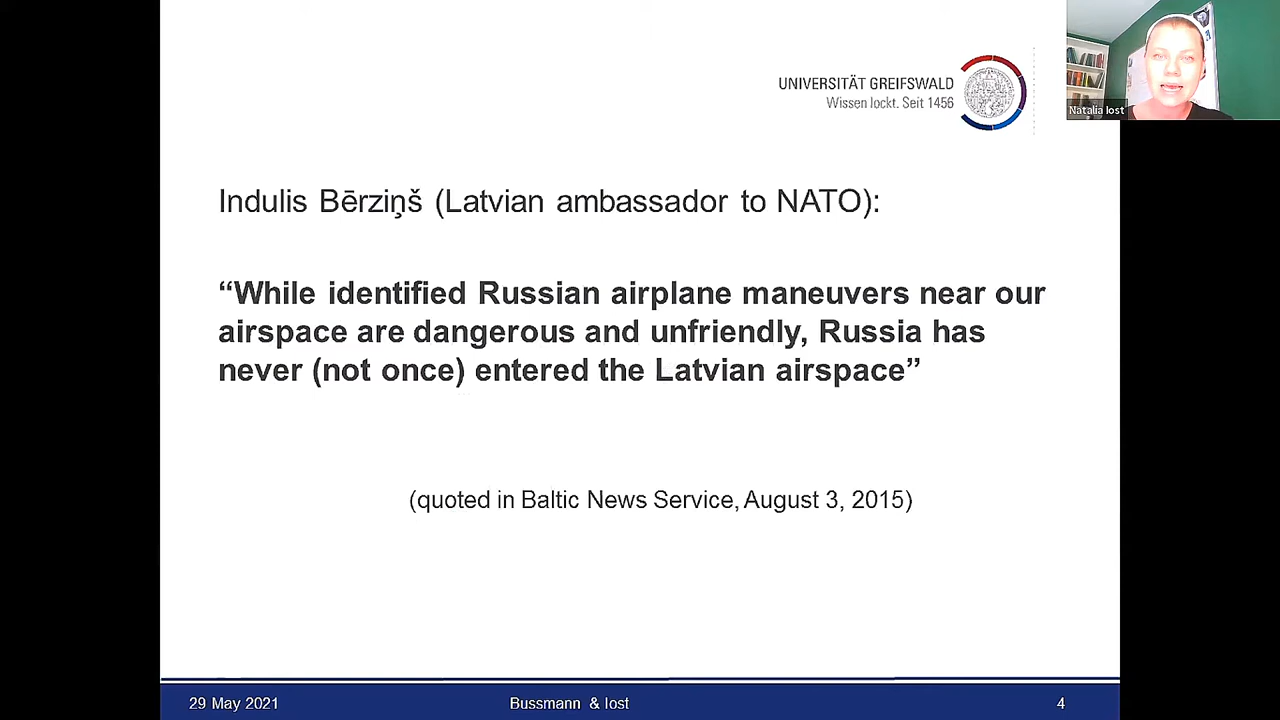 UNIVERSITÄT GREIFSWALD
Wissen lockt. Seit 1456
Natalia Iost
Indulis Bērziņš (Latvian ambassador to NATO):
“While identified Russian airplane maneuvers near our
airspace are dangerous and unfriendly, Russia has
never (not once) entered the Latvian airspace”
(quoted in Baltic News Service, August 3, 2015)
29 May 2021
Bussmann & Iost
4